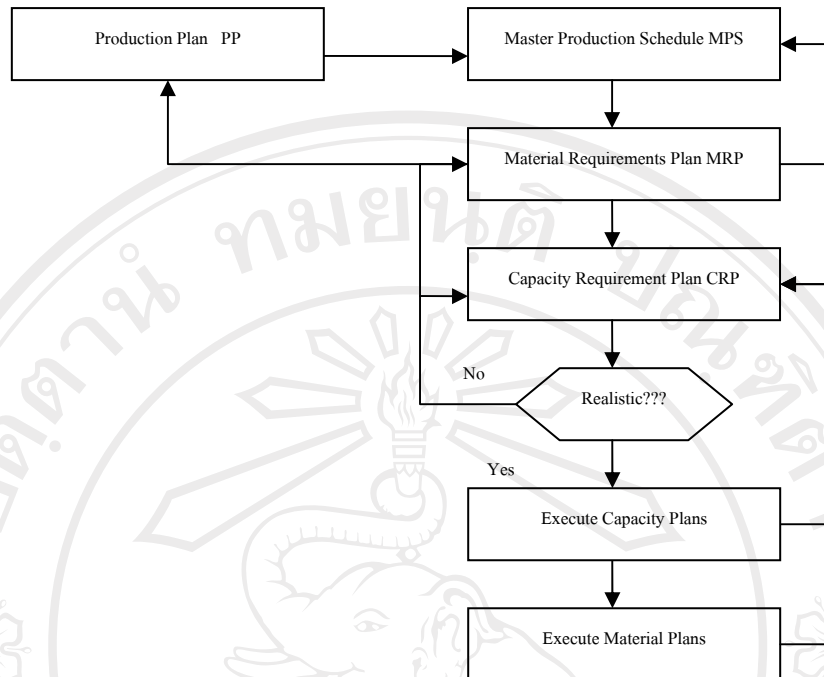 Production Plan PP
Master Production Schedule MPS
Material Requirements Plan MRP
Capacity Requirement Plan CRP
No
Realistic???
Yes
Execute Capacity Plans
Execute Material Plans